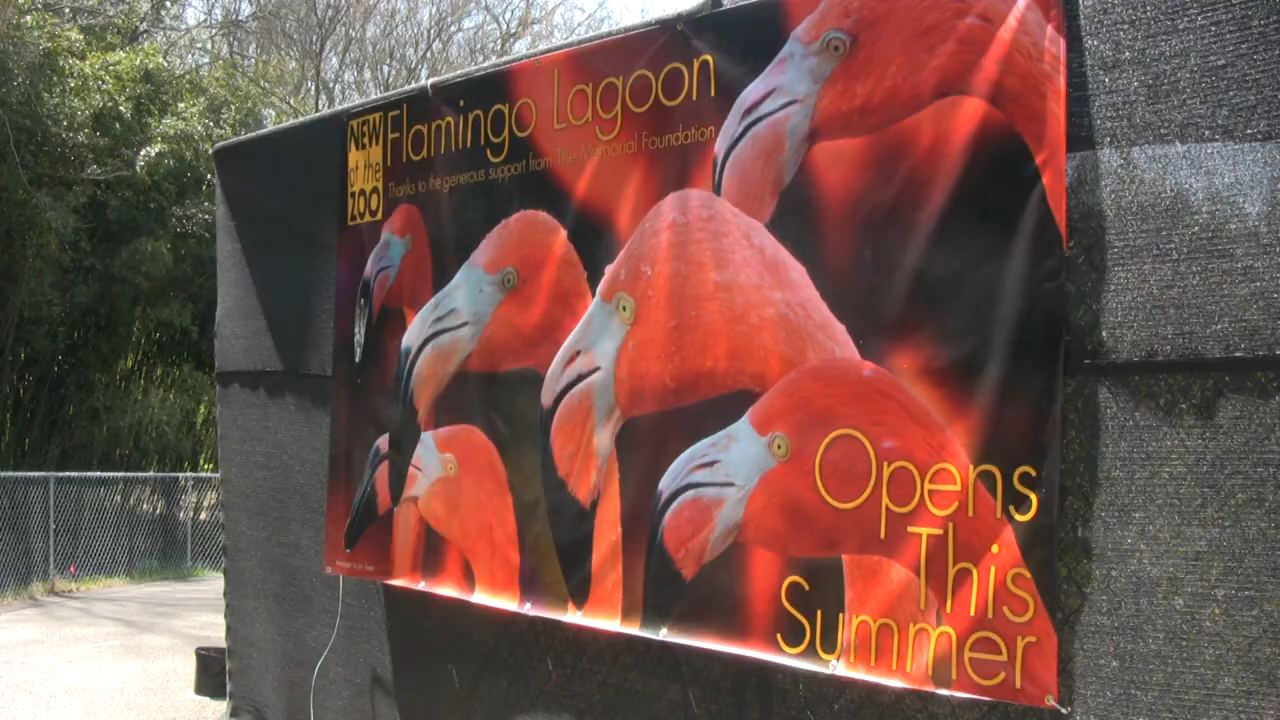 NEW
at the
ZOO
Flamingo Lagoon
Thanks to the generous support from The Memorial Foundation
Opens
This
Summer